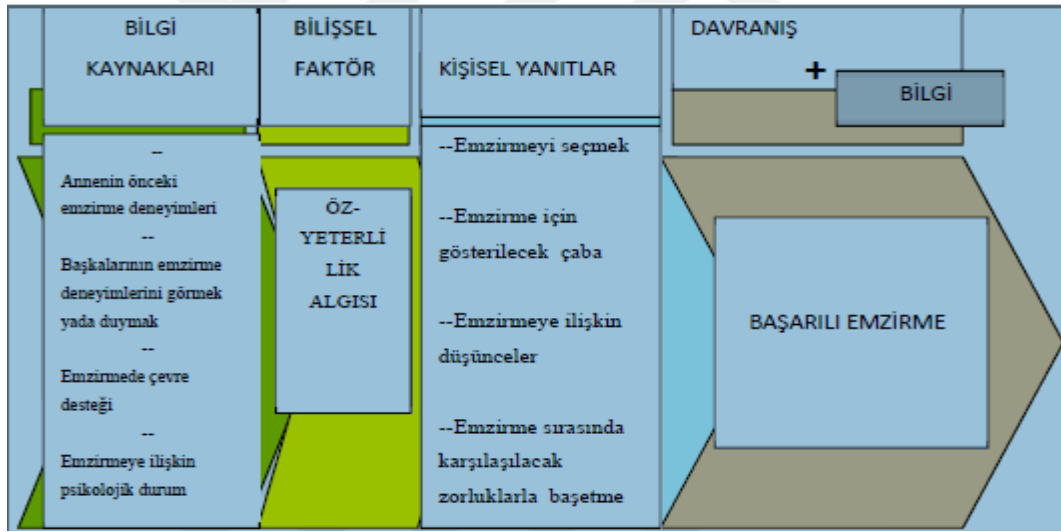 BİLGİ
KAYNAKLARI
--
Annenin önceki
emzirme deneyimleri
--
Başkalarının emzirme
deneyimlerini görmek
yada duymak
--
Emzirmede çevre
desteği
--
Emzirmeye ilişkin
psikolojik durum
BİLİŞSEL
FAKTÖR
ÖZ-
YETERLİ
LİK
ALGISI
KİŞİSEL YANITLAR
--Emzirmeyi seçmek
--Emzirme için
gösterilecek çaba
--Emzirmeye ilişkin
düşünceler
--Emzirme sırasında
karşılaşılacak
zorluklarla başetme
DAVRANIŞ
+
BİLGİ
BAŞARILI EMZİRME